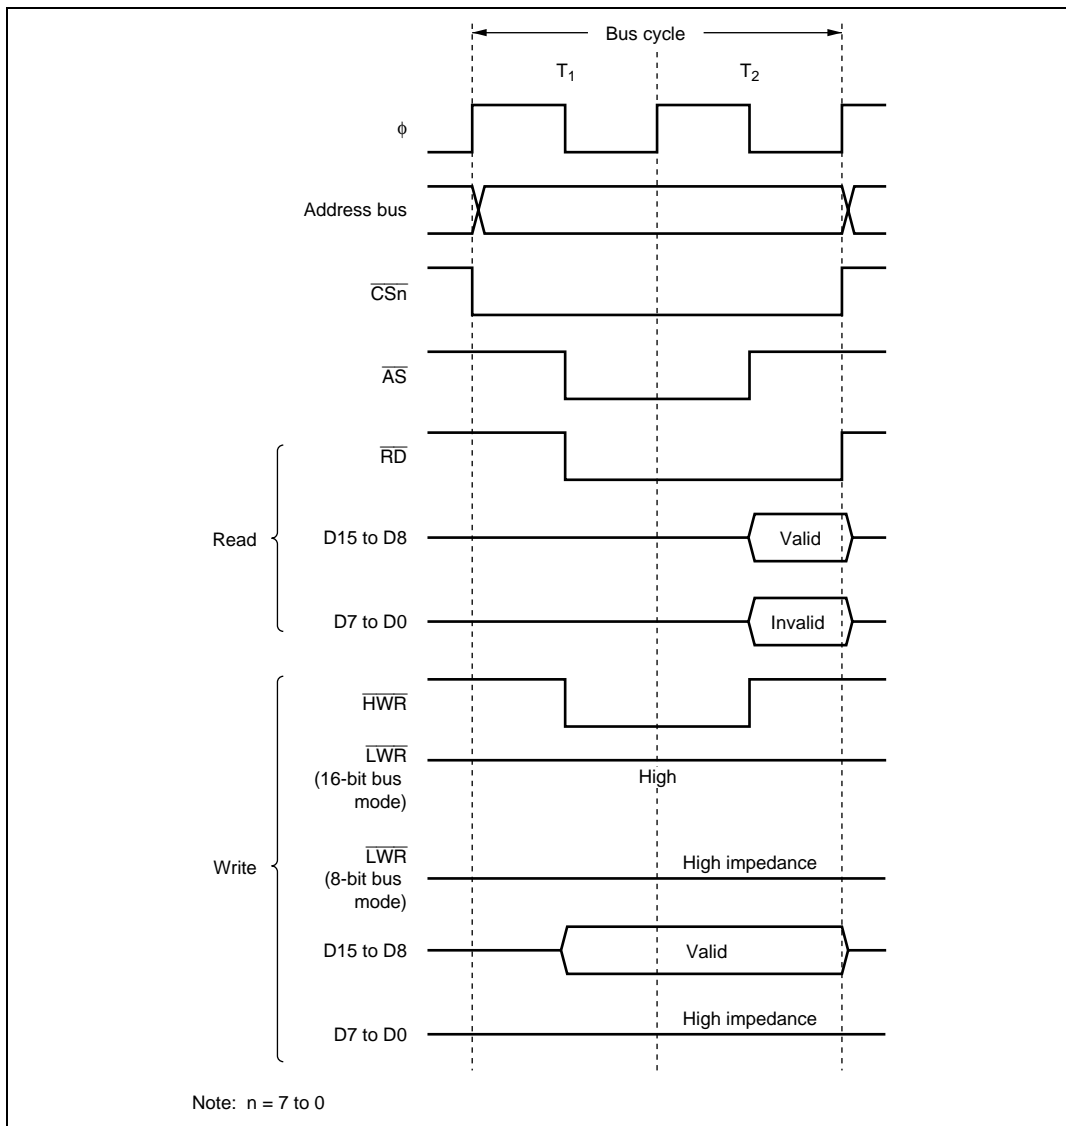 Bus cycle
T1 T2
φ
Address bus
CSn
AS
RD
Read
D15 to D8 Valid
D7 to D0 Invalid
HWR
LWR
(16-bit bus High
mode)
Write
LWR High impedance
(8-bit bus
mode)
D15 to D8 Valid
D7 to D0 High impedance
Note: n = 7 to 0